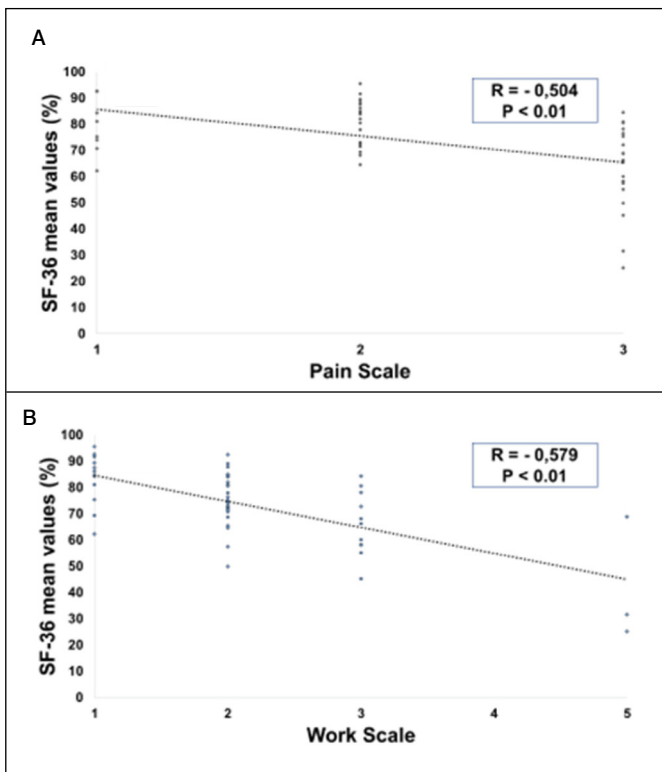 A
SF-36 mean values (%)
100
90
80
70
60
50
40
30
20
10
0
R = - 0,504
P < 0.01
1 2 3
Pain Scale
B
SF-36 mean values (%)
100
90
80
70
60
50
40
30
20
10
0
R = - 0,579
P < 0.01
1 2 3 4 5
Work Scale